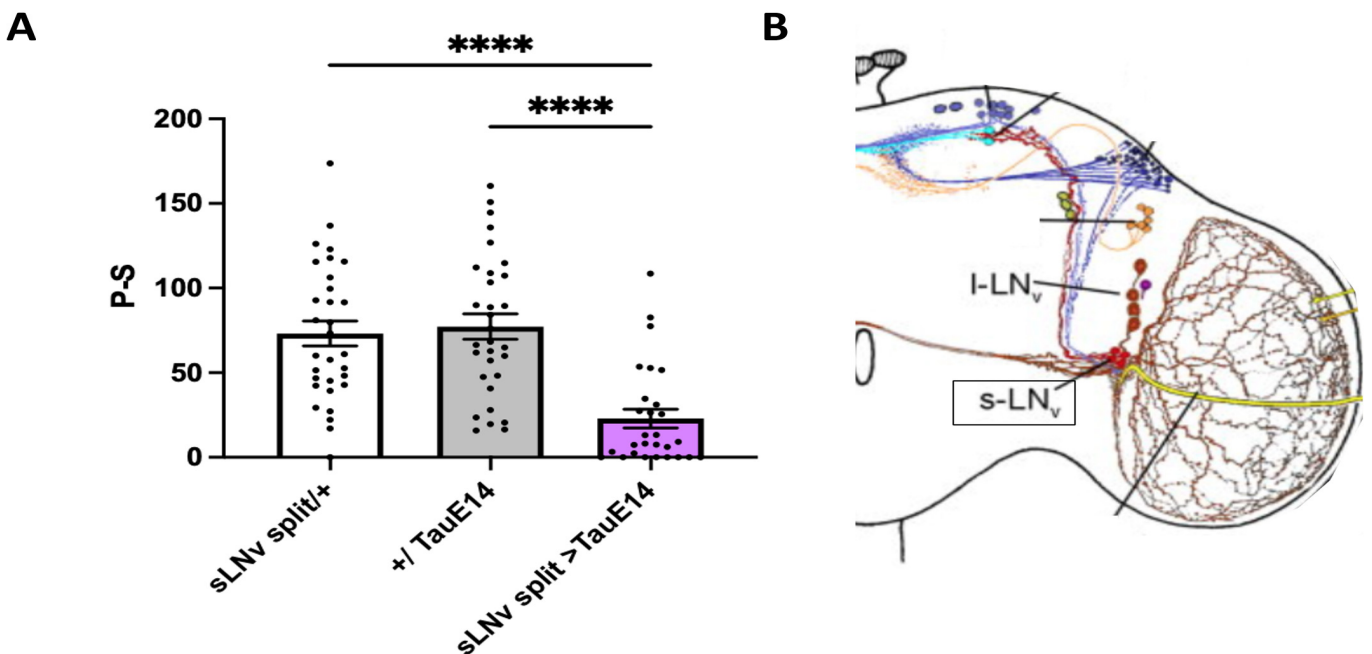 A
B
****
****
200
150
100
50
0
P-S
sLNv split/+
+/ TauE14
sLNv split >TauE14
l-LNv
s-LNv